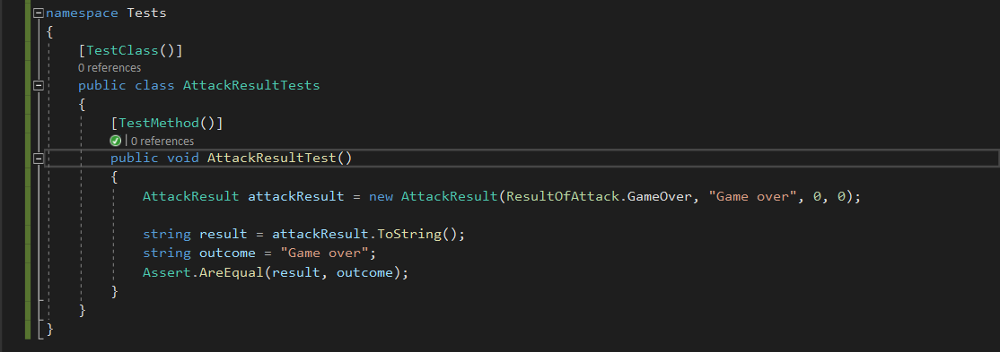 namespace Tests
{
[TestClass()]
0 references
public class AttackResultTests
{
[TestMethod()]
| 0 references
public void AttackResultTest()
{
AttackResult attackResult = new AttackResult(ResultOfAttack.GameOver, "Game over", 0, 0);
string result = attackResult.ToString();
string outcome = "Game over";
Assert.AreEqual(result, outcome);
}
}
}